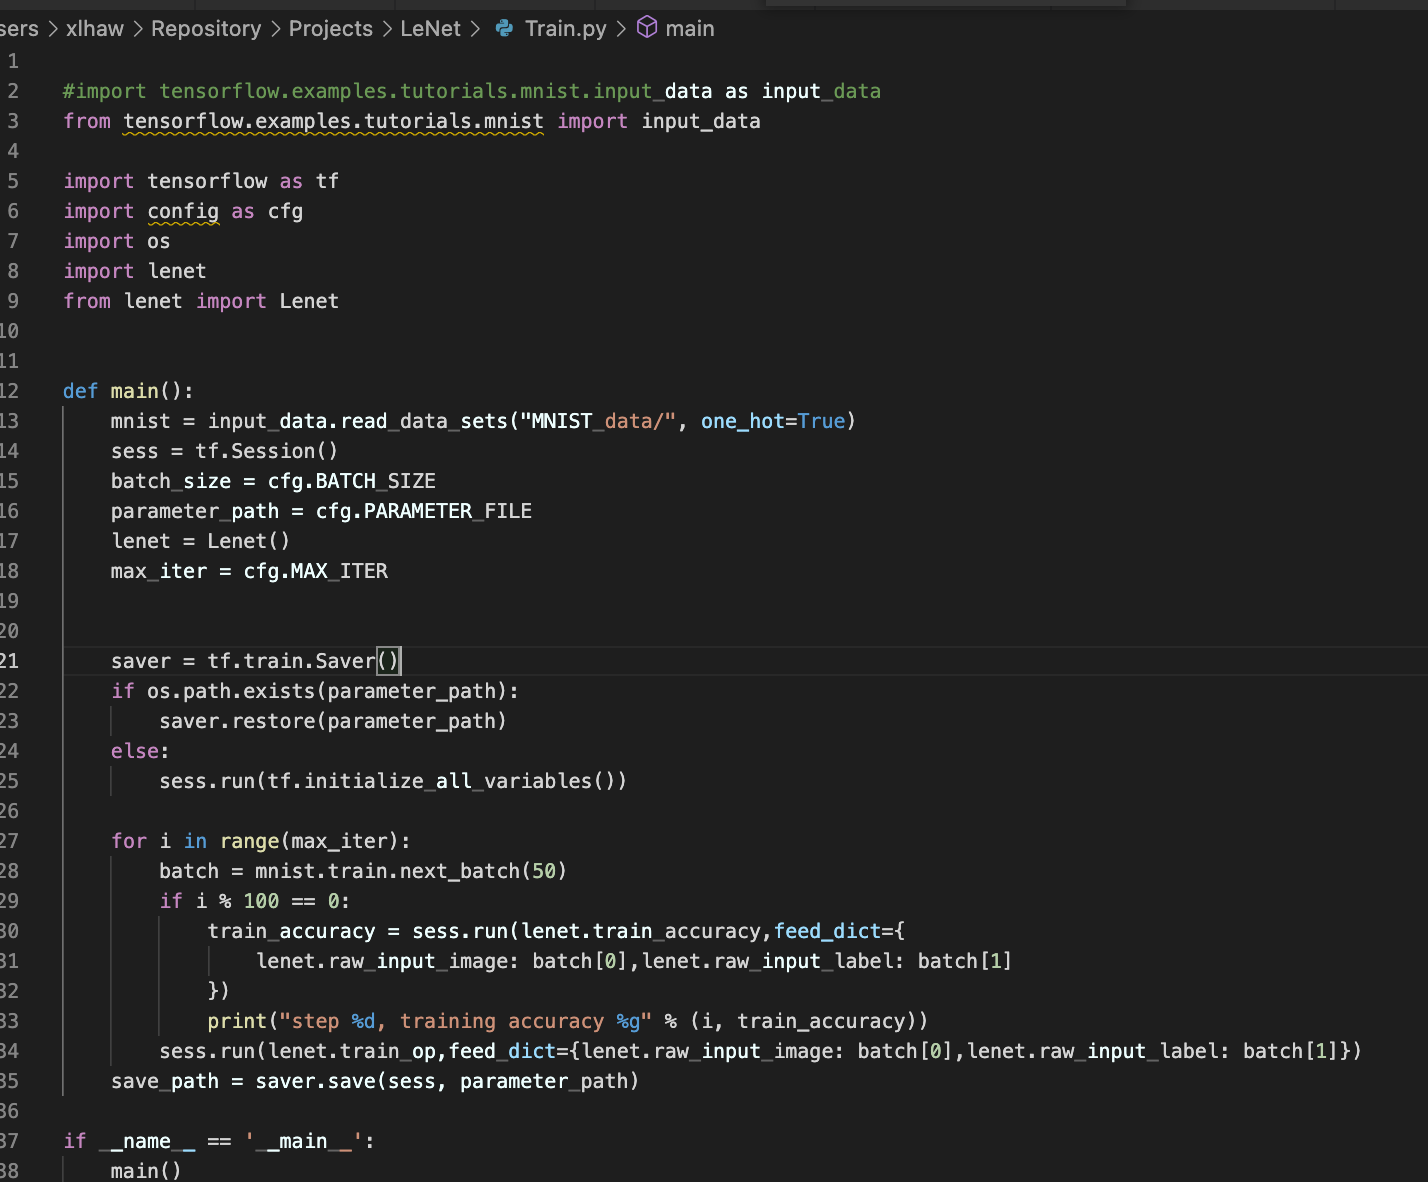 sers > xlhaw > Repository > Projects > LeNet > Train.py > main
1
2 #import tensorflow.examples.tutorials.mnist.input_data as input_data
3 from tensorflow.examples.tutorials.mnist import input_data
4
5 import tensorflow as tf
6 import config as cfg
7 import os
8 import lenet
9 from lenet import Lenet
10
11
12 def main():
13     mnist = input_data.read_data_sets("MNIST_data/", one_hot=True)
14     sess = tf.Session()
15     batch_size = cfg.BATCH_SIZE
16     parameter_path = cfg.PARAMETER_FILE
17     lenet = Lenet()
18     max_iter = cfg.MAX_ITER
19
20
21     saver = tf.train.Saver()
22     if os.path.exists(parameter_path):
23         saver.restore(parameter_path)
24     else:
25         sess.run(tf.initialize_all_variables())
26
27     for i in range(max_iter):
28         batch = mnist.train.next_batch(50)
29         if i % 100 == 0:
30             train_accuracy = sess.run(lenet.train_accuracy,feed_dict={
31                 lenet.raw_input_image: batch[0],lenet.raw_input_label: batch[1]
32             })
33             print("step %d, training accuracy %g" % (i, train_accuracy))
34         sess.run(lenet.train_op,feed_dict={lenet.raw_input_image: batch[0],lenet.raw_input_label: batch[1]})
35     save_path = saver.save(sess, parameter_path)
36
37 if __name__ == '__main__':
38     main()